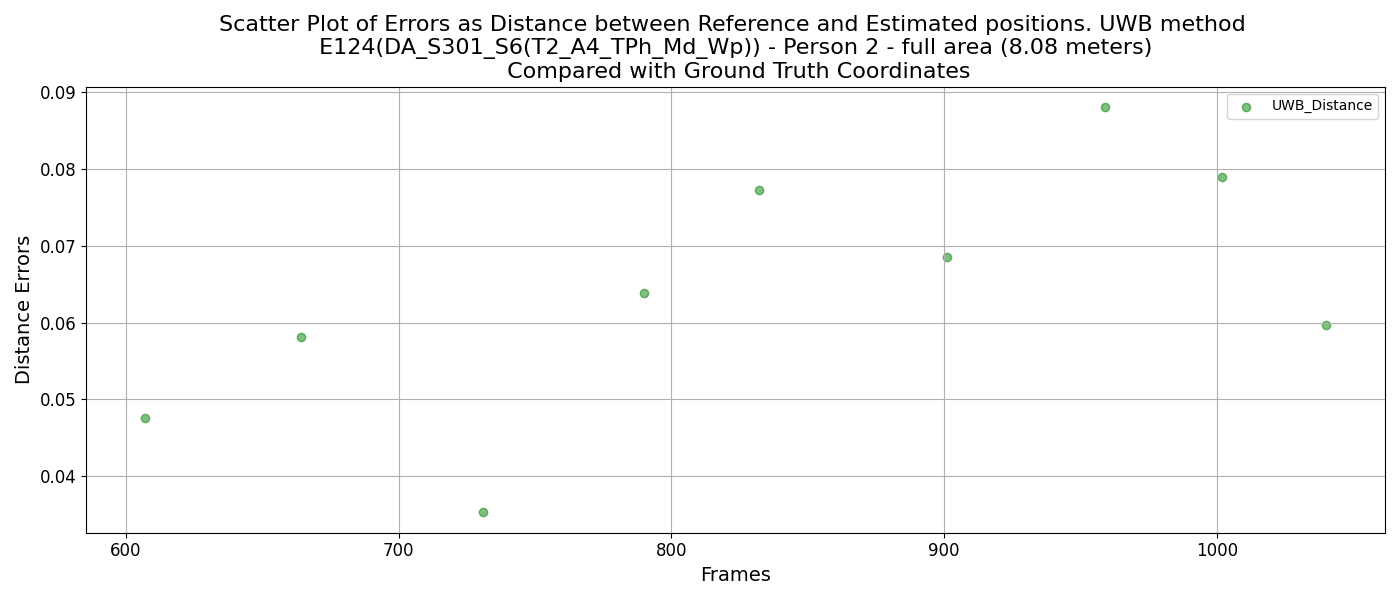 Scatter Plot of Errors as Distance between Reference and Estimated positions. UWB method
E124(DA_S301_S6(T2_A4_TPh_Md_Wp)) - Person 2 - full area (8.08 meters)
Compared with Ground Truth Coordinates
UWB_Distance
Distance Errors
0.09
0.08
0.07
0.06
0.05
0.04
600
700
800
900
1000
Frames